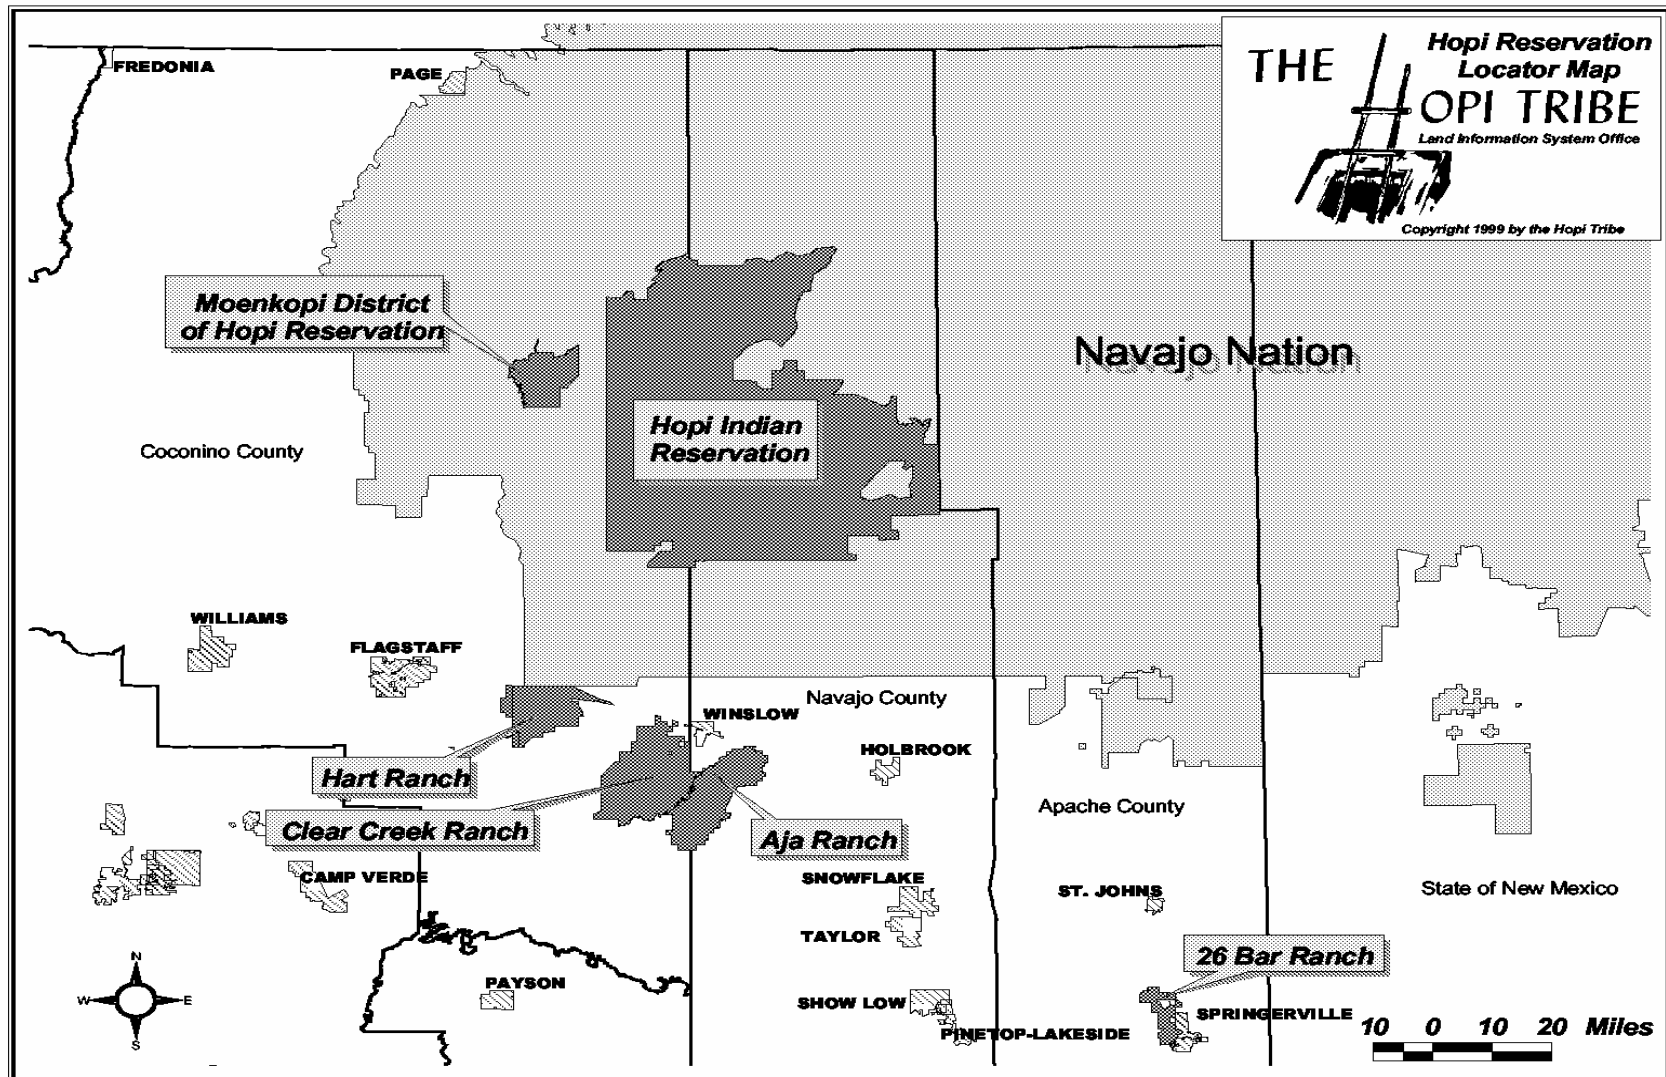 Hopi Reservation
Locator Map
THE
OPI TRIBE
Land Information System Office
Copyright 1999 by the Hopi Tribe
FREDONIA
PAGE
Moenkopi District
of Hopi Reservation
Navajo Nation
Hopi Indian
Reservation
Coconino County
WILLIAMS
FLAGSTAFF
Navajo County
WINSLOW
HOLBROOK
Hart Ranch
Apache County
Clear Creek Ranch
Aja Ranch
CAMP VERDE
SNOWFLAKE
ST. JOHNS
State of New Mexico
TAYLOR
26 Bar Ranch
N
W
E
S
PAYSON
SHOW LOW
SPRINGERVILLE
PINETOP-LAKESIDE
10 0 10 20 Miles